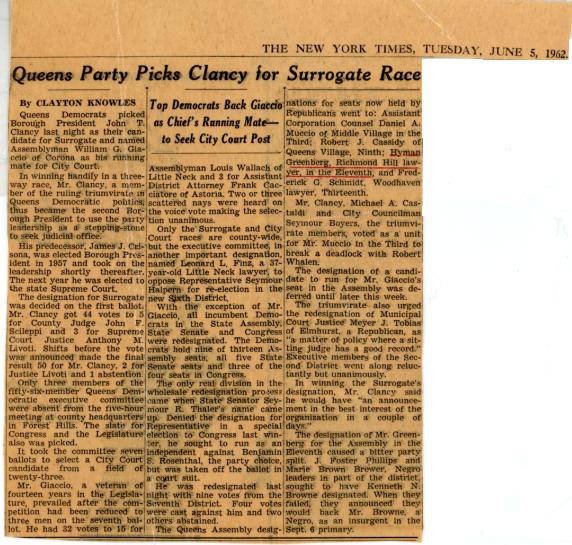 THE NEW YORK TIMES, TUESDAY, JUNE 5, 1962.
Queens Party Picks Clancy for Surrogate Race
By CLAYTON KNOWLES
Queens Democrats picked
Borough President John T.
Clancy last night as their can-
didate for Surrogate and named
Assemblyman William G. Gia-
ccio of Corona as his running
mate for City Court.
In winning handily in a three-
way race, Mr. Clancy, a mem-
ber of the ruling triumvirate in
Queens Democratic politics,
thus became the second Bor-
ough President to use the party
leadership as a stepping-stone
to seek judicial office.
His predecessor, James J. Cri-
sona, was elected Borough Pres-
ident in 1957 and took on the
leadership shortly thereafter.
The next year he was elected to
the state Supreme Court.
The designation for Surrogate
was decided on the first ballot.
Mr. Clancy got 44 votes to 5
for County Judge John F.
Scileppi and 3 for Supreme
Court Justice Anthony M.
Livoti. Shifts before the vote
was announced made the final
result 50 for Mr. Clancy, 2 for
Justice Livoti and 1 abstention.
Only three members of the
fifty-six-member Queens Dem-
ocratic executive committee
were absent from the five-hour
meeting at county headquarters
in Forest Hills. The slate for
Congress and the Legislature
also was picked.
It took the committee seven
ballots to select a City Court
candidate from a field of
twenty-three.
Mr. Giaccio, a veteran of
fourteen years in the Legisla-
ture, prevailed after the com-
petition had been reduced to
three men on the seventh bal-
lot. He had 32 votes to 15 for
Top Democrats Back Giaccio
as Chief's Running Mate—
to Seek City Court Post
Assemblyman Louis Wallach of
Little Neck and 3 for Assistant
District Attorney Frank Cac-
ciatore of Astoria. Two or three
scattered nays were heard on
the voice vote making the selec-
tion unanimous.
Only the Surrogate and City
Court races are county-wide,
but the executive committee, in
another important designation,
named Leonard L. Finz, a 37-
year-old Little Neck lawyer, to
oppose Representative Seymour
Halpern for re-election in the
new Sixth District.
With the exception of Mr.
Giaccio, all incumbent Demo-
crats in the State Assembly,
State Senate and Congress
were redesignated. The Demo-
crats hold nine of thirteen As-
sembly seats, all five State
Senate seats and three of the
four seats in Congress.
The only real division in the
wholesale redesignation process
came when State Senator Sey-
mour R. Thaler's name came
up. Denied the designation for
Representative in a special
election to Congress last win-
ter, he sought to run as an
independent against Benjamin
S. Rosenthal, the party choice,
but was taken off the ballot in
a court suit.
He was redesignated last
night with nine votes from the
Seventh District. Four votes
were cast against him and two
others abstained.
The Queens Assembly desig-
nations for seats now held by
Republicans went to: Assistant
Corporation Counsel Daniel A.
Muccio of Middle Village in the
Third; Robert J. Cassidy of
Queens Village, Ninth; Hyman
Greenberg, Richmond Hill law-
yer, in the Eleventh, and Fred-
erick G. Schmidt, Woodhaven
lawyer, Thirteenth.
Mr. Clancy, Michael A. Cas-
taldi and City Councilman
Seymour Boyers, the triumvi-
rate members, voted as a unit
for Mr. Muccio in the Third to
break a deadlock with Robert
Whalen.
The designation of a candi-
date to run for Mr. Giaccio's
seat in the Assembly was de-
ferred until later this week.
The triumvirate also urged
the redesignation of Municipal
Court Justice Meyer J. Tobias
of Elmhurst, a Republican, as
"a matter of policy where a sit-
ting judge has a good record."
Executive members of the Sec-
ond District went along reluc-
tantly but unanimously.
In winning the Surrogate's
designation, Mr. Clancy said
he would have "an announce-
ment in the best interest of the
organization in a couple of
days."
The designation of Mr. Green-
berg for the Assembly in the
Eleventh caused a bitter party
split. J. Foster Phillips and
Marie Brown Brewer, Negro
leaders in part of the district,
sought to have Kenneth N.
Browne designated. When they
failed, they announced they
would back Mr. Browne, a
Negro, as an insurgent in the
Sept. 6 primary.